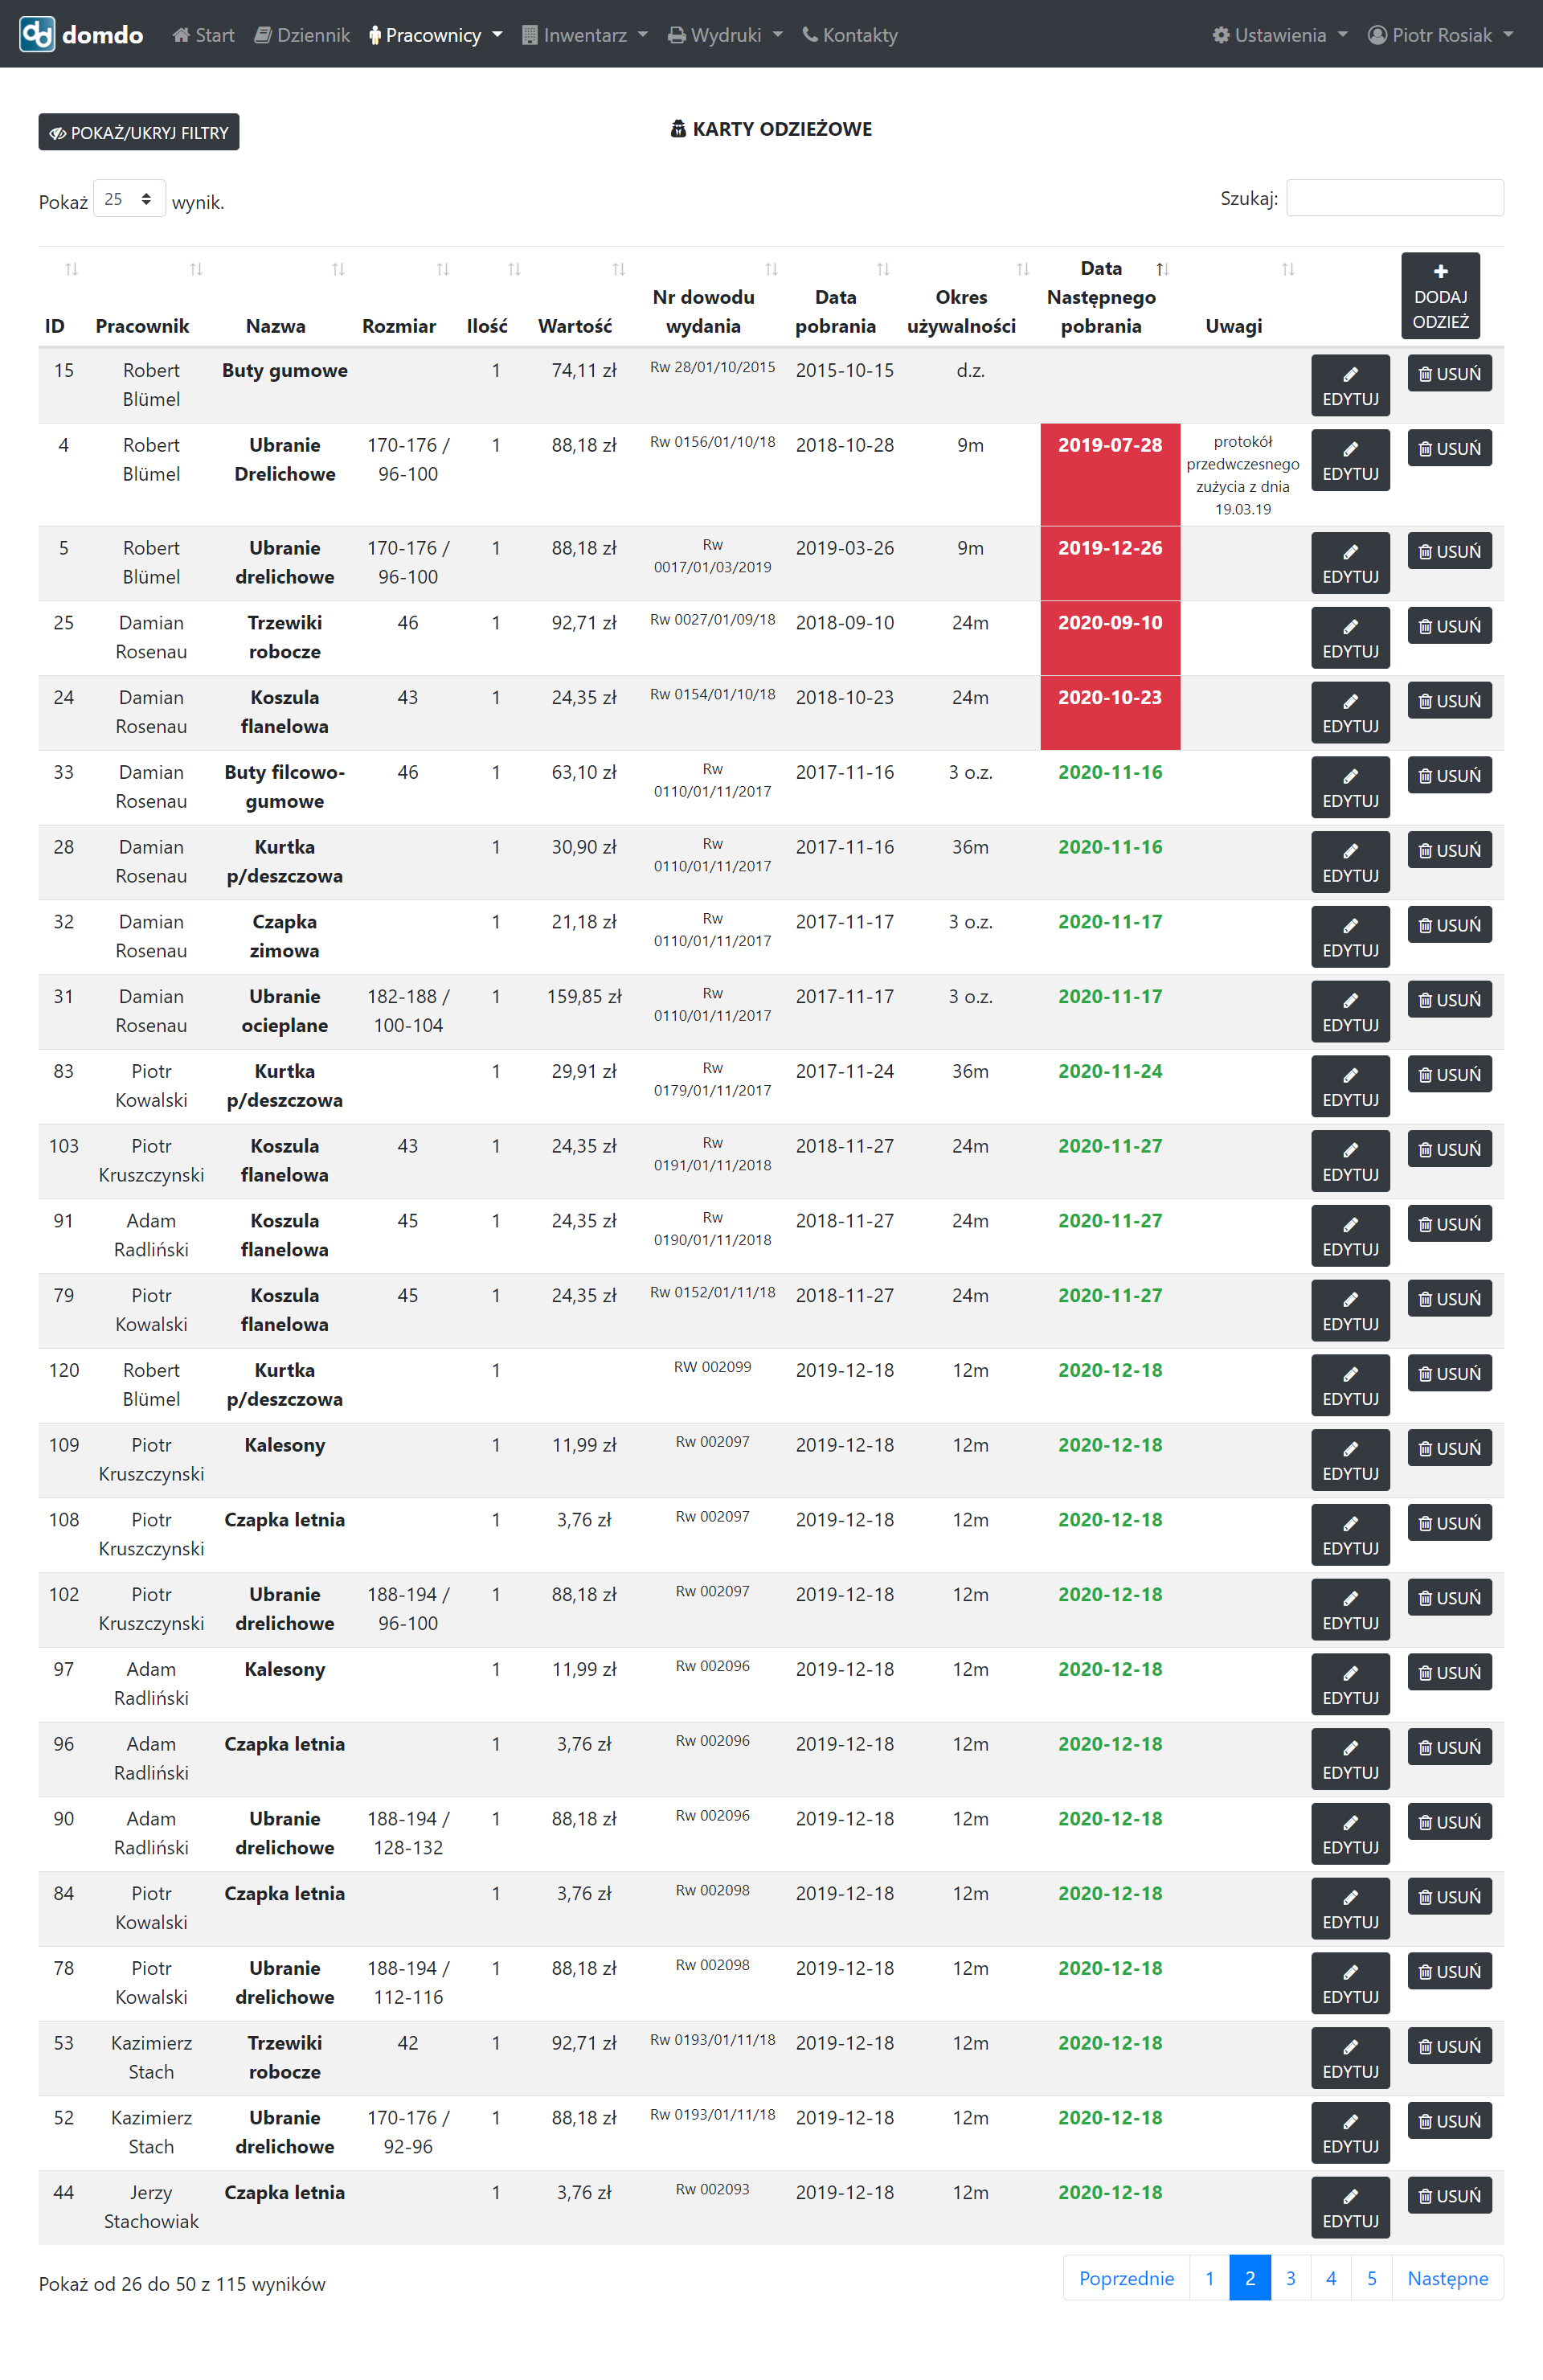 domdo Start Dziennik Pracownicy Inwentarz Wydruki Kontakty Ustawienia Piotr Rosiak
POKAŻ/UKRYJ FILTRY
KARTY ODZIEŻOWE
Pokaż 25 wynik.
Szukaj:
ID Pracownik Nazwa Rozmiar Ilość Wartość Nr dowodu wydania Data pobrania Okres używalności Data Następnego pobrania Uwagi DODAJ ODZIEŻ
15 Robert Blümel Buty gumowe 1 74,11 zł Rw 28/01/10/2015 2015-10-15 d.z. EDYTUJ USUŃ
4 Robert Blümel Ubranie Drelichowe 170-176 / 96-100 1 88,18 zł Rw 0156/01/10/18 2018-10-28 9m 2019-07-28 protokół przedwczesnego zużycia z dnia 19.03.19 EDYTUJ USUŃ
5 Robert Blümel Ubranie drelichowe 170-176 / 96-100 1 88,18 zł Rw 0017/01/03/2019 2019-03-26 9m 2019-12-26 EDYTUJ USUŃ
25 Damian Rosenau Trzewiki robocze 46 1 92,71 zł Rw 0027/01/09/18 2018-09-10 24m 2020-09-10 EDYTUJ USUŃ
24 Damian Rosenau Koszula flanelowa 43 1 24,35 zł Rw 0154/01/10/18 2018-10-23 24m 2020-10-23 EDYTUJ USUŃ
33 Damian Rosenau Buty filcowo-gumowe 46 1 63,10 zł Rw 0110/01/11/2017 2017-11-16 3 o.z. 2020-11-16 EDYTUJ USUŃ
28 Damian Rosenau Kurtka p/deszczowa 1 30,90 zł Rw 0110/01/11/2017 2017-11-16 36m 2020-11-16 EDYTUJ USUŃ
32 Damian Rosenau Czapka zimowa 1 21,18 zł Rw 0110/01/11/2017 2017-11-17 3 o.z. 2020-11-17 EDYTUJ USUŃ
31 Damian Rosenau Ubranie ocieplane 182-188 / 100-104 1 159,85 zł Rw 0110/01/11/2017 2017-11-17 3 o.z. 2020-11-17 EDYTUJ USUŃ
83 Piotr Kowalski Kurtka p/deszczowa 1 29,91 zł Rw 0179/01/11/2017 2017-11-24 36m 2020-11-24 EDYTUJ USUŃ
103 Piotr Kruszczynski Koszula flanelowa 43 1 24,35 zł Rw 0191/01/11/2018 2018-11-27 24m 2020-11-27 EDYTUJ USUŃ
91 Adam Radliński Koszula flanelowa 45 1 24,35 zł Rw 0190/01/11/2018 2018-11-27 24m 2020-11-27 EDYTUJ USUŃ
79 Piotr Kowalski Koszula flanelowa 45 1 24,35 zł Rw 0152/01/11/18 2018-11-27 24m 2020-11-27 EDYTUJ USUŃ
120 Robert Blümel Kurtka p/deszczowa 1 RW 002099 2019-12-18 12m 2020-12-18 EDYTUJ USUŃ
109 Piotr Kruszczynski Kalesony 1 11,99 zł Rw 002097 2019-12-18 12m 2020-12-18 EDYTUJ USUŃ
108 Piotr Kruszczynski Czapka letnia 1 3,76 zł Rw 002097 2019-12-18 12m 2020-12-18 EDYTUJ USUŃ
102 Piotr Kruszczynski Ubranie drelichowe 188-194 / 96-100 1 88,18 zł Rw 002097 2019-12-18 12m 2020-12-18 EDYTUJ USUŃ
97 Adam Radliński Kalesony 1 11,99 zł Rw 002096 2019-12-18 12m 2020-12-18 EDYTUJ USUŃ
96 Adam Radliński Czapka letnia 1 3,76 zł Rw 002096 2019-12-18 12m 2020-12-18 EDYTUJ USUŃ
90 Adam Radliński Ubranie drelichowe 188-194 / 128-132 1 88,18 zł Rw 002096 2019-12-18 12m 2020-12-18 EDYTUJ USUŃ
84 Piotr Kowalski Czapka letnia 1 3,76 zł Rw 002098 2019-12-18 12m 2020-12-18 EDYTUJ USUŃ
78 Piotr Kowalski Ubranie drelichowe 188-194 / 112-116 1 88,18 zł Rw 002098 2019-12-18 12m 2020-12-18 EDYTUJ USUŃ
53 Kazimierz Stach Trzewiki robocze 42 1 92,71 zł Rw 0193/01/11/18 2019-12-18 12m 2020-12-18 EDYTUJ USUŃ
52 Kazimierz Stach Ubranie drelichowe 170-176 / 92-96 1 88,18 zł Rw 0193/01/11/18 2019-12-18 12m 2020-12-18 EDYTUJ USUŃ
44 Jerzy Stachowiak Czapka letnia 1 3,76 zł Rw 002093 2019-12-18 12m 2020-12-18 EDYTUJ USUŃ
Pokaż od 26 do 50 z 115 wyników
Poprzednie 1 2 3 4 5 Następne